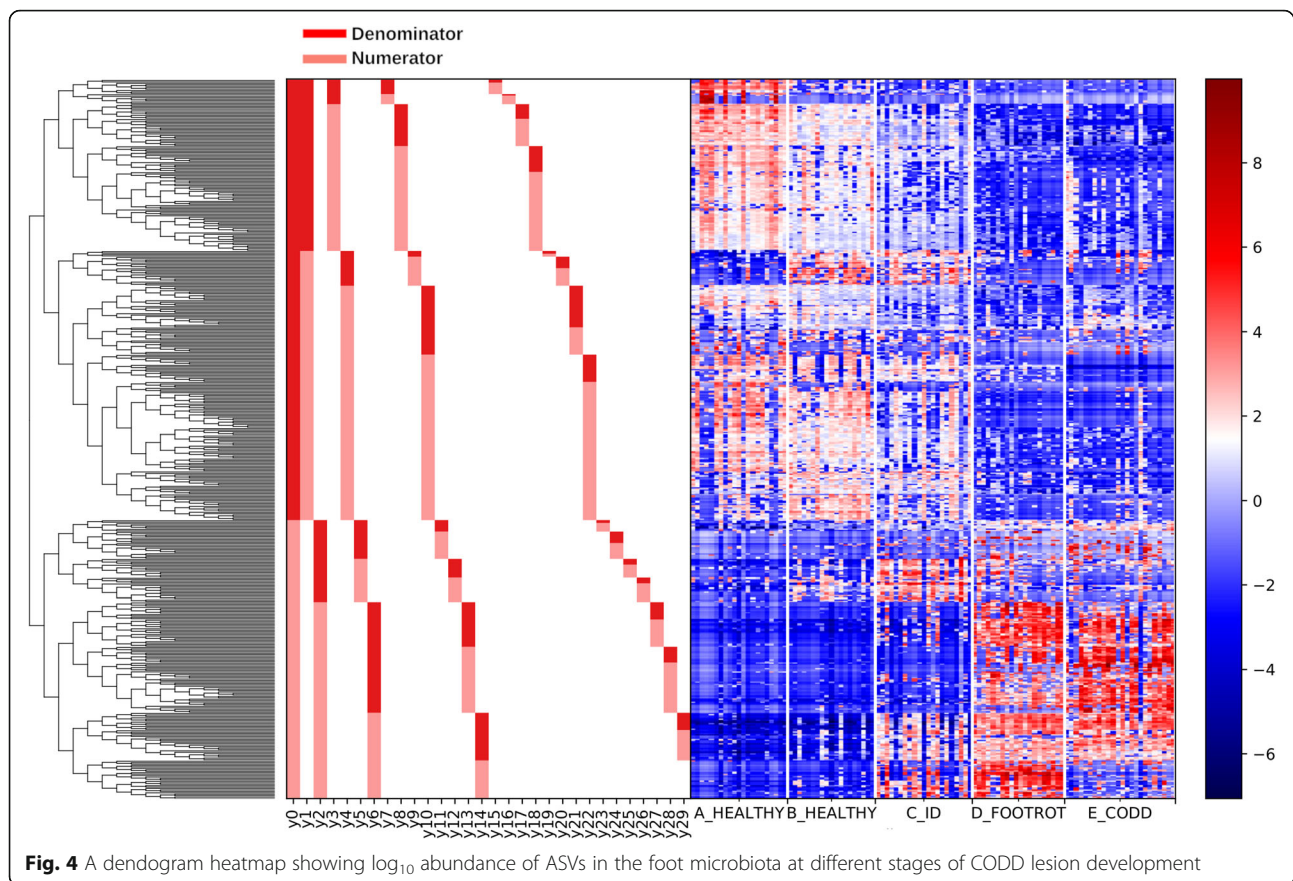 Denominator
Numerator
8
6
4
2
0
−2
−4
−6
y0 y1 y2 y3 y4 y5 y6 y7 y8 y9 y10 y11 y12 y13 y14 y15 y16 y17 y18 y19 y20 y21 y22 y23 y24 y25 y26 y27 y28 y29
A_HEALTHY B_HEALTHY C_ID D_FOOTROT E_CODD
Fig. 4 A dendogram heatmap showing log10 abundance of ASVs in the foot microbiota at different stages of CODD lesion development